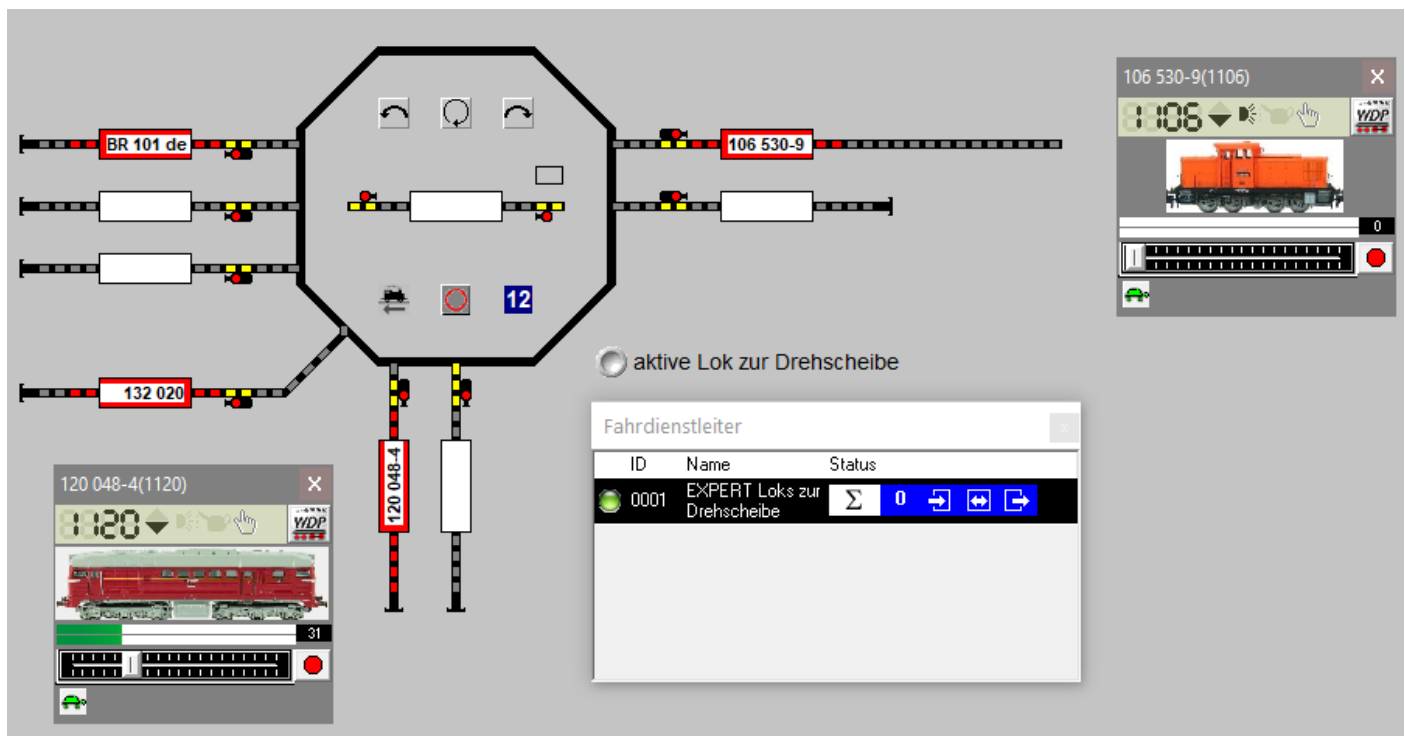 106 530-9(1106)
1106
WDP
BR 101 de
106 530-9
0
12
aktive Lok zur Drehscheibe
132 020
120 048-4
Fahrdienstleiter
ID Name Status
0001 EXPERT Loks zur
Drehscheibe Σ 0
120 048-4(1120)
1120
WDP
31